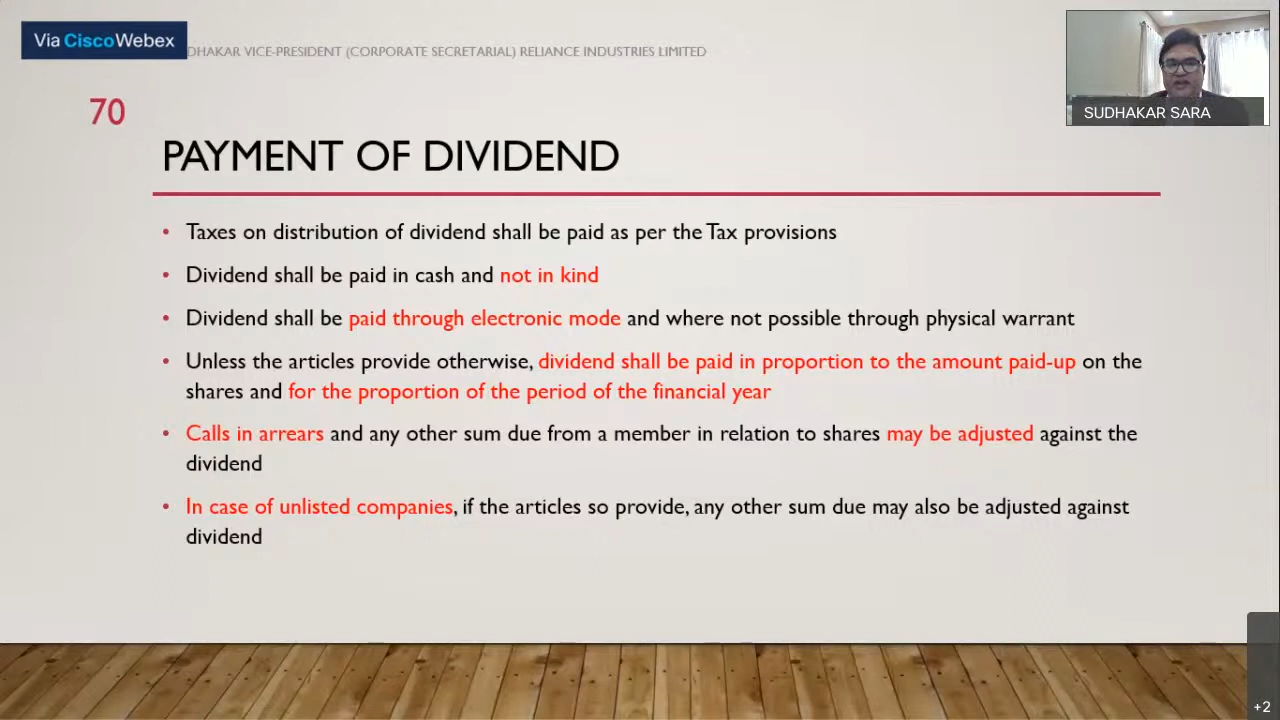 Via Cisco Webex
DHAKAR VICE-PRESIDENT (CORPORATE SECRETARIAL) RELIANCE INDUSTRIES LIMITED
SUDHAKAR SARA
70
PAYMENT OF DIVIDEND
• Taxes on distribution of dividend shall be paid as per the Tax provisions
• Dividend shall be paid in cash and not in kind
• Dividend shall be paid through electronic mode and where not possible through physical warrant
• Unless the articles provide otherwise, dividend shall be paid in proportion to the amount paid-up on the
shares and for the proportion of the period of the financial year
• Calls in arrears and any other sum due from a member in relation to shares may be adjusted against the
dividend
• In case of unlisted companies, if the articles so provide, any other sum due may also be adjusted against
dividend
+2